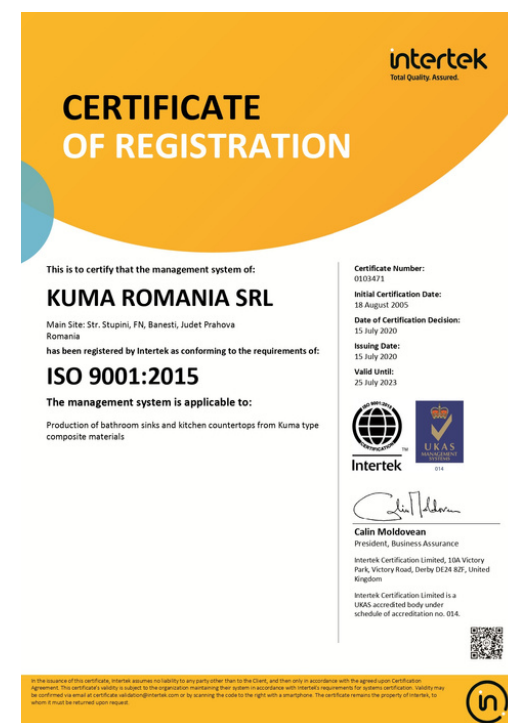 intertek
Total Quality. Assured.
CERTIFICATE
OF REGISTRATION
This is to certify that the management system of:
KUMA ROMANIA SRL
Main Site: Str. Stupini, FN, Banesti, Judet Prahova
Romania
has been registered by Intertek as conforming to the requirements of:
ISO 9001:2015
The management system is applicable to:
Production of bathroom sinks and kitchen countertops from Kuma type
composite materials
Certificate Number:
0103471
Initial Certification Date:
18 August 2005
Date of Certification Decision:
15 July 2020
Issuing Date:
15 July 2020
Valid Until:
25 July 2023
ISO 9001:2015
CERTIFICATION
TM
Intertek
UKAS
MANAGEMENT
SYSTEMS
014
Calin Moldovean
President, Business Assurance
Intertek Certification Limited, 10A Victory
Park, Victory Road, Derby DE24 8ZF, United
Kingdom
Intertek Certification Limited is a
UKAS accredited body under
schedule of accreditation no. 014.
In the issuance of this certificate, Intertek assumes no liability to any party other than to the Client, and then only in accordance with the agreed upon Certification
Agreement. This certificate's validity is subject to the organization maintaining their system in accordance with Intertek's requirements for systems certification. Validity may
be confirmed via email at certificate.validation@intertek.com or by scanning the code to the right with a smartphone. The certificate remains the property of Intertek, to
whom it must be returned upon request.
in